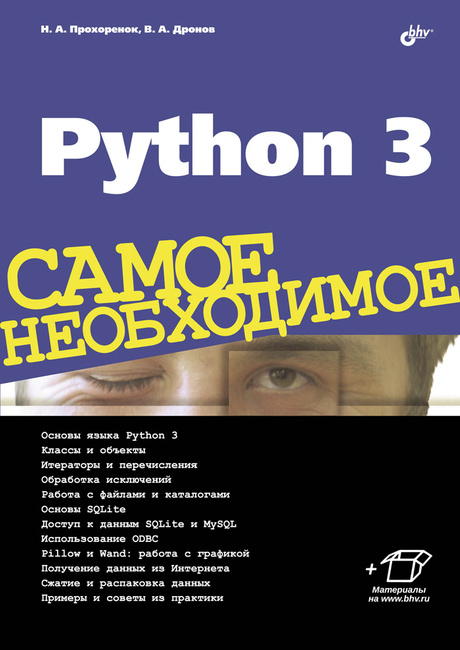 Н. А. Прохоренок, В. А. Дронов
bhv®
Python 3
САМОЕ
НЕОБХОДИМОЕ
Основы языка Python 3
Классы и объекты
Итераторы и перечисления
Обработка исключений
Работа с файлами и каталогами
Основы SQLite
Доступ к данным SQLite и MySQL
Использование ODBC
Pillow и Wand: работа с графикой
Получение данных из Интернета
Сжатие и распаковка данных
Примеры и советы из практики
+
Материалы
на www.bhv.ru